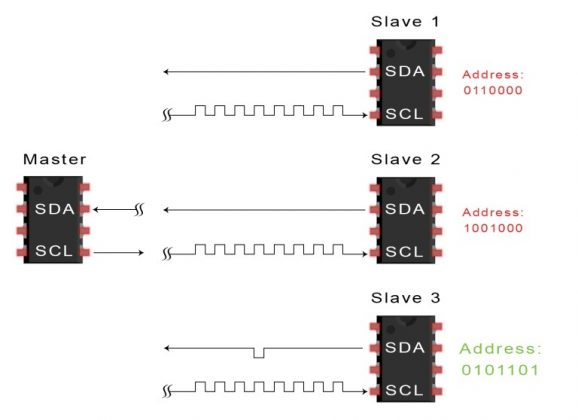 Slave 1
SDA
SCL
Address:
0110000
Master
SDA
SCL
Slave 2
SDA
SCL
Address:
1001000
Slave 3
SDA
SCL
Address:
0101101